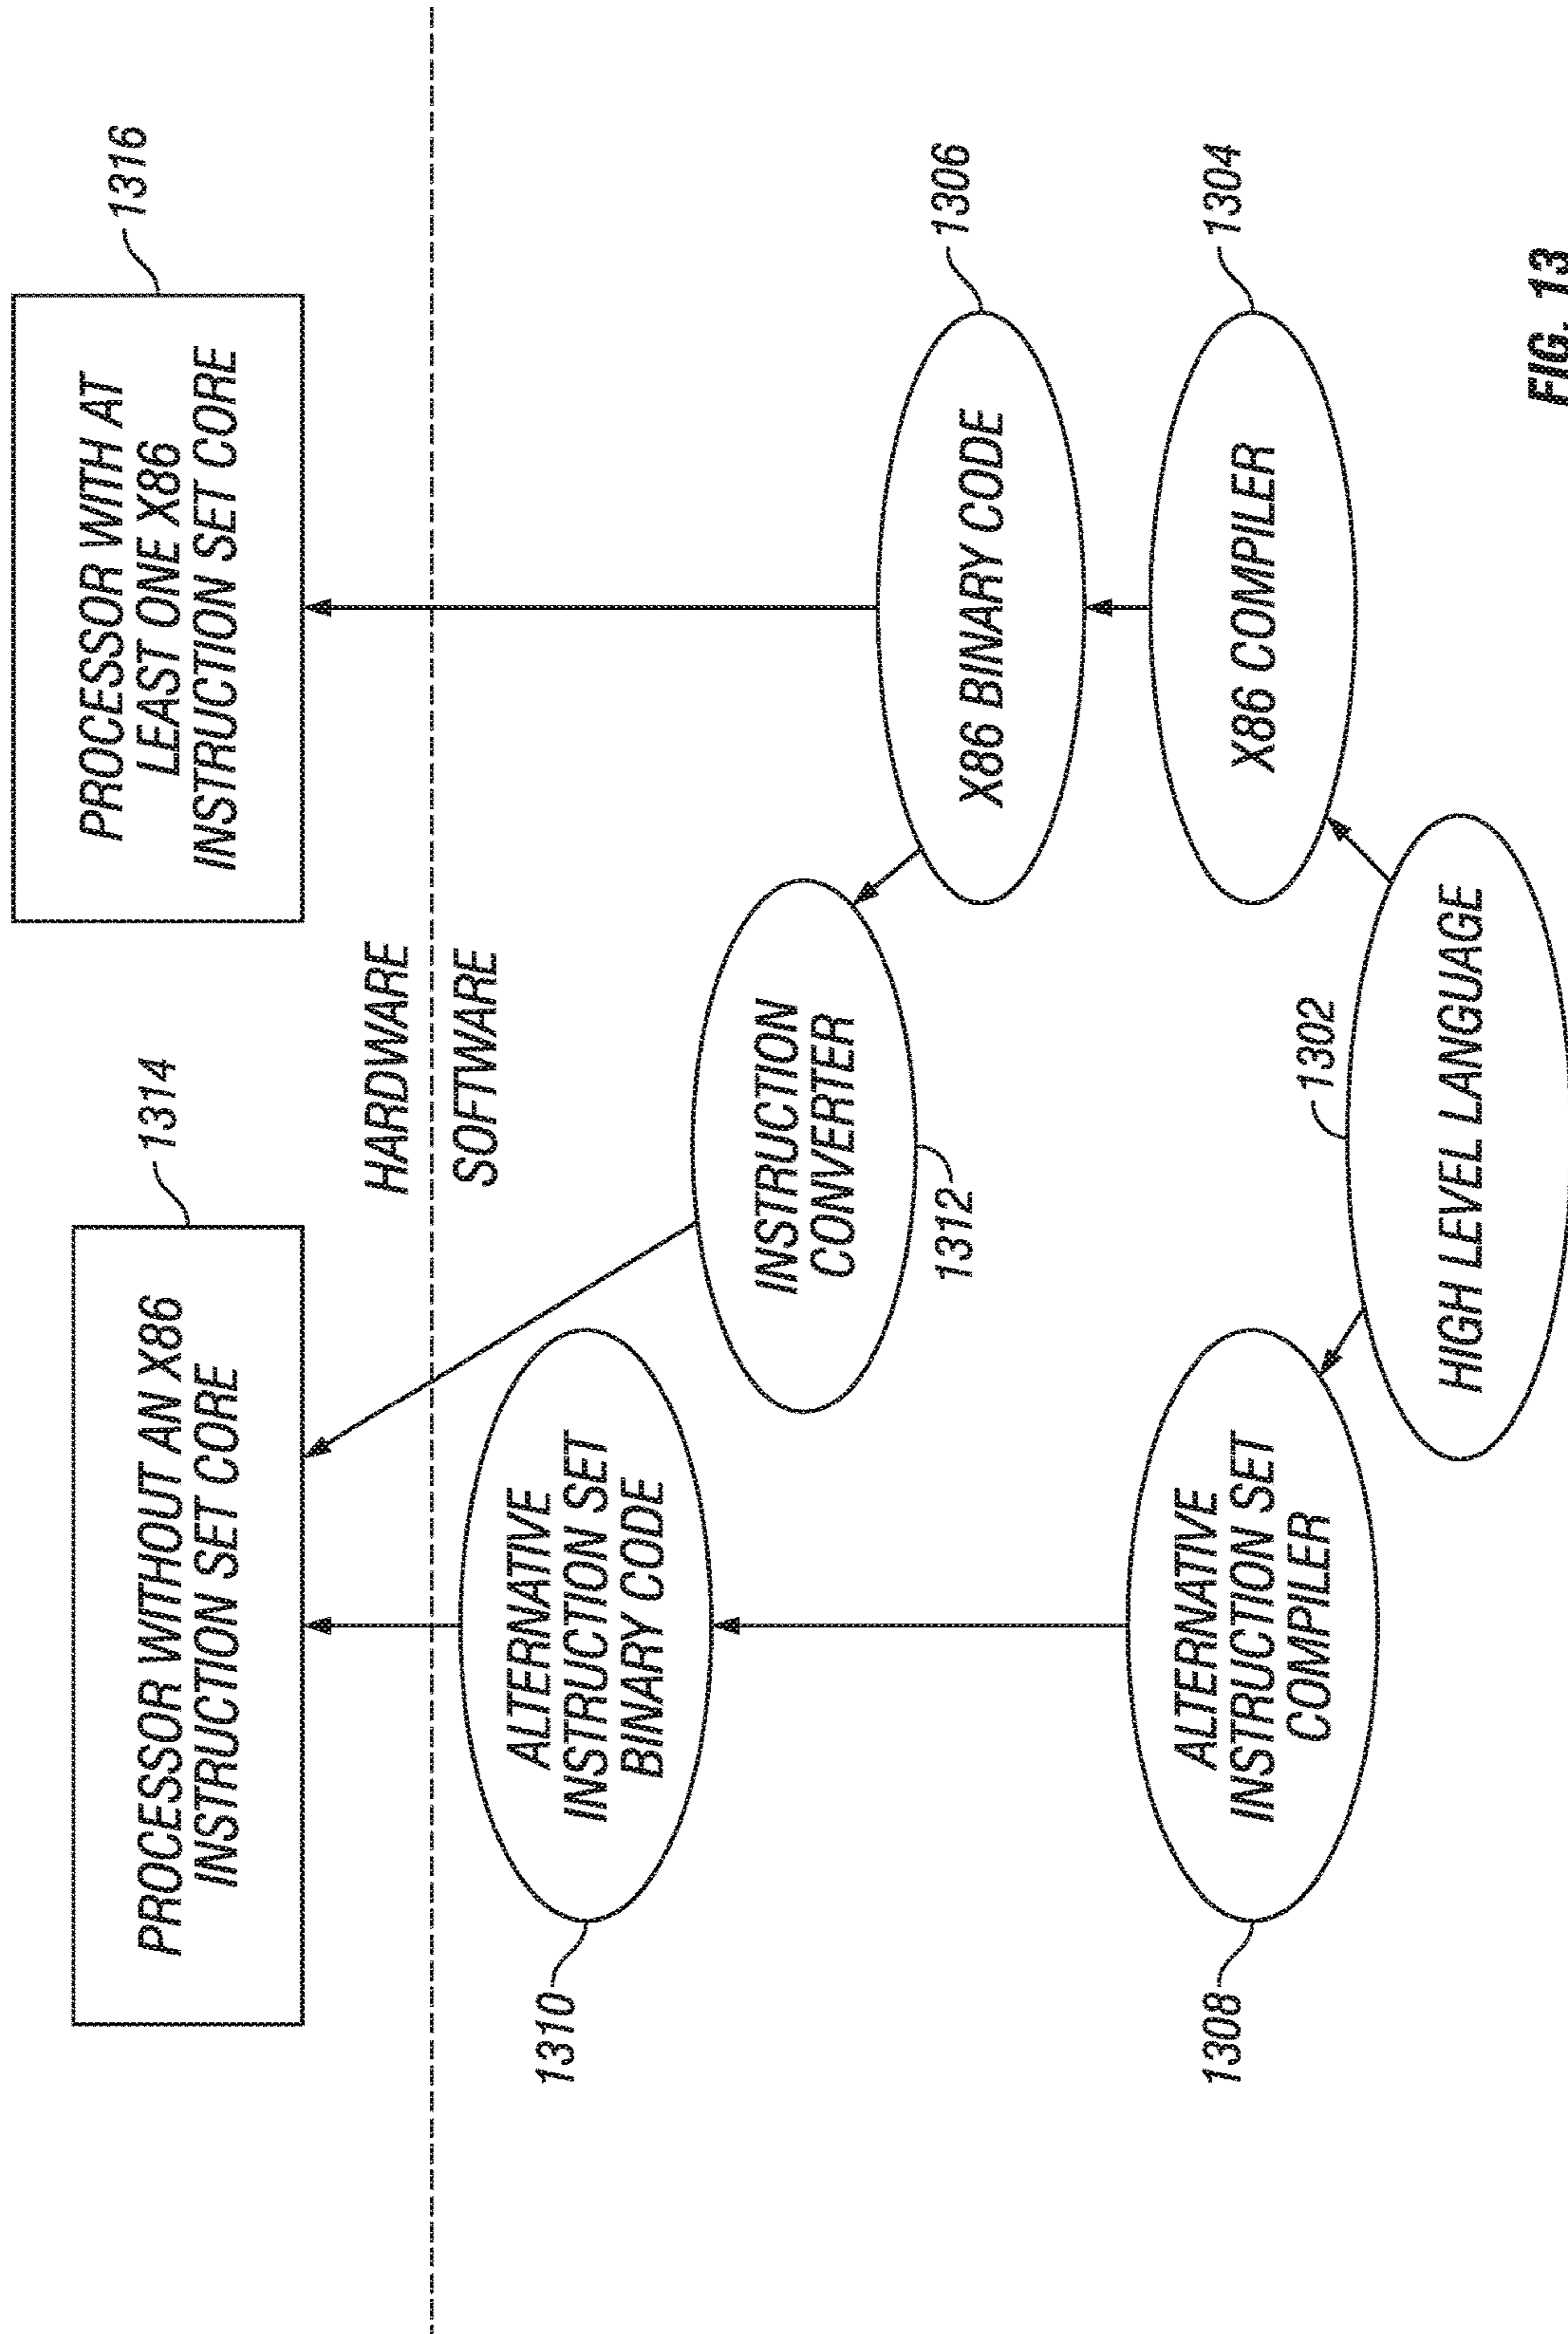 PROCESSOR WITHOUT AN X86
INSTRUCTION SET CORE
1314
PROCESSOR WITH AT
LEAST ONE X86
INSTRUCTION SET CORE
1316
HARDWARE
SOFTWARE
1310
ALTERNATIVE
INSTRUCTION SET
BINARY CODE
INSTRUCTION
CONVERTER
1312
X86 BINARY CODE
1306
1308
ALTERNATIVE
INSTRUCTION SET
COMPILER
X86 COMPILER
1304
1302
HIGH LEVEL LANGUAGE
FIG. 13